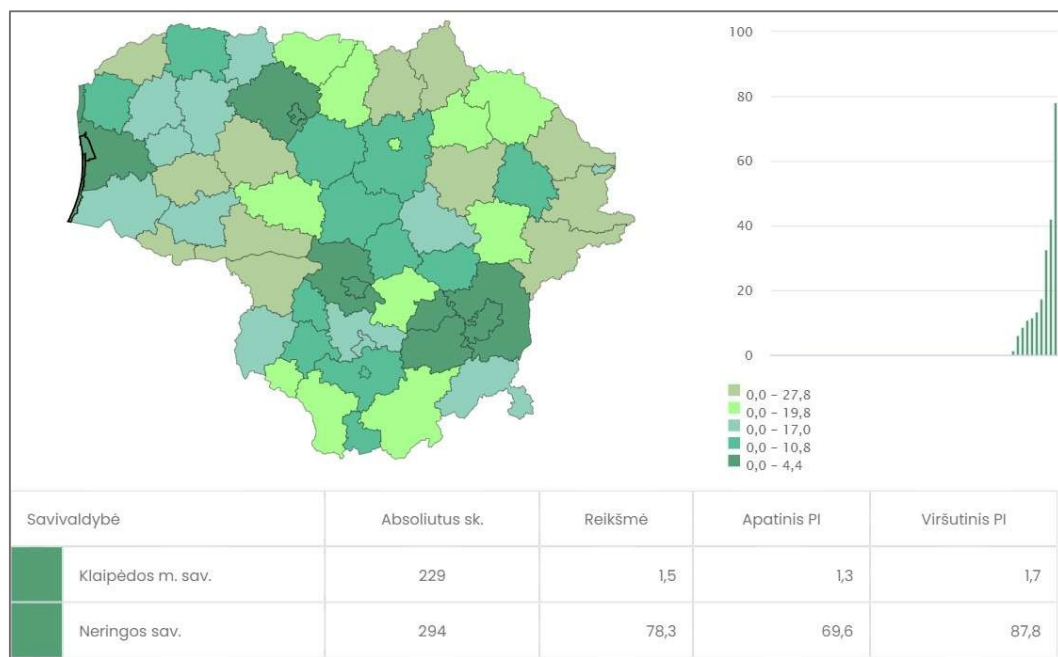 100
80
60
40
20
0
0,0 - 27,8
0,0 - 19,8
0,0 - 17,0
0,0 - 10,8
0,0 - 4,4
Savivaldybė Absoliutus sk. Reikšmė Apatinis PI Viršutinis PI
Klaipėdos m. sav. 229 1,5 1,3 1,7
Neringos sav. 294 78,3 69,6 87,8